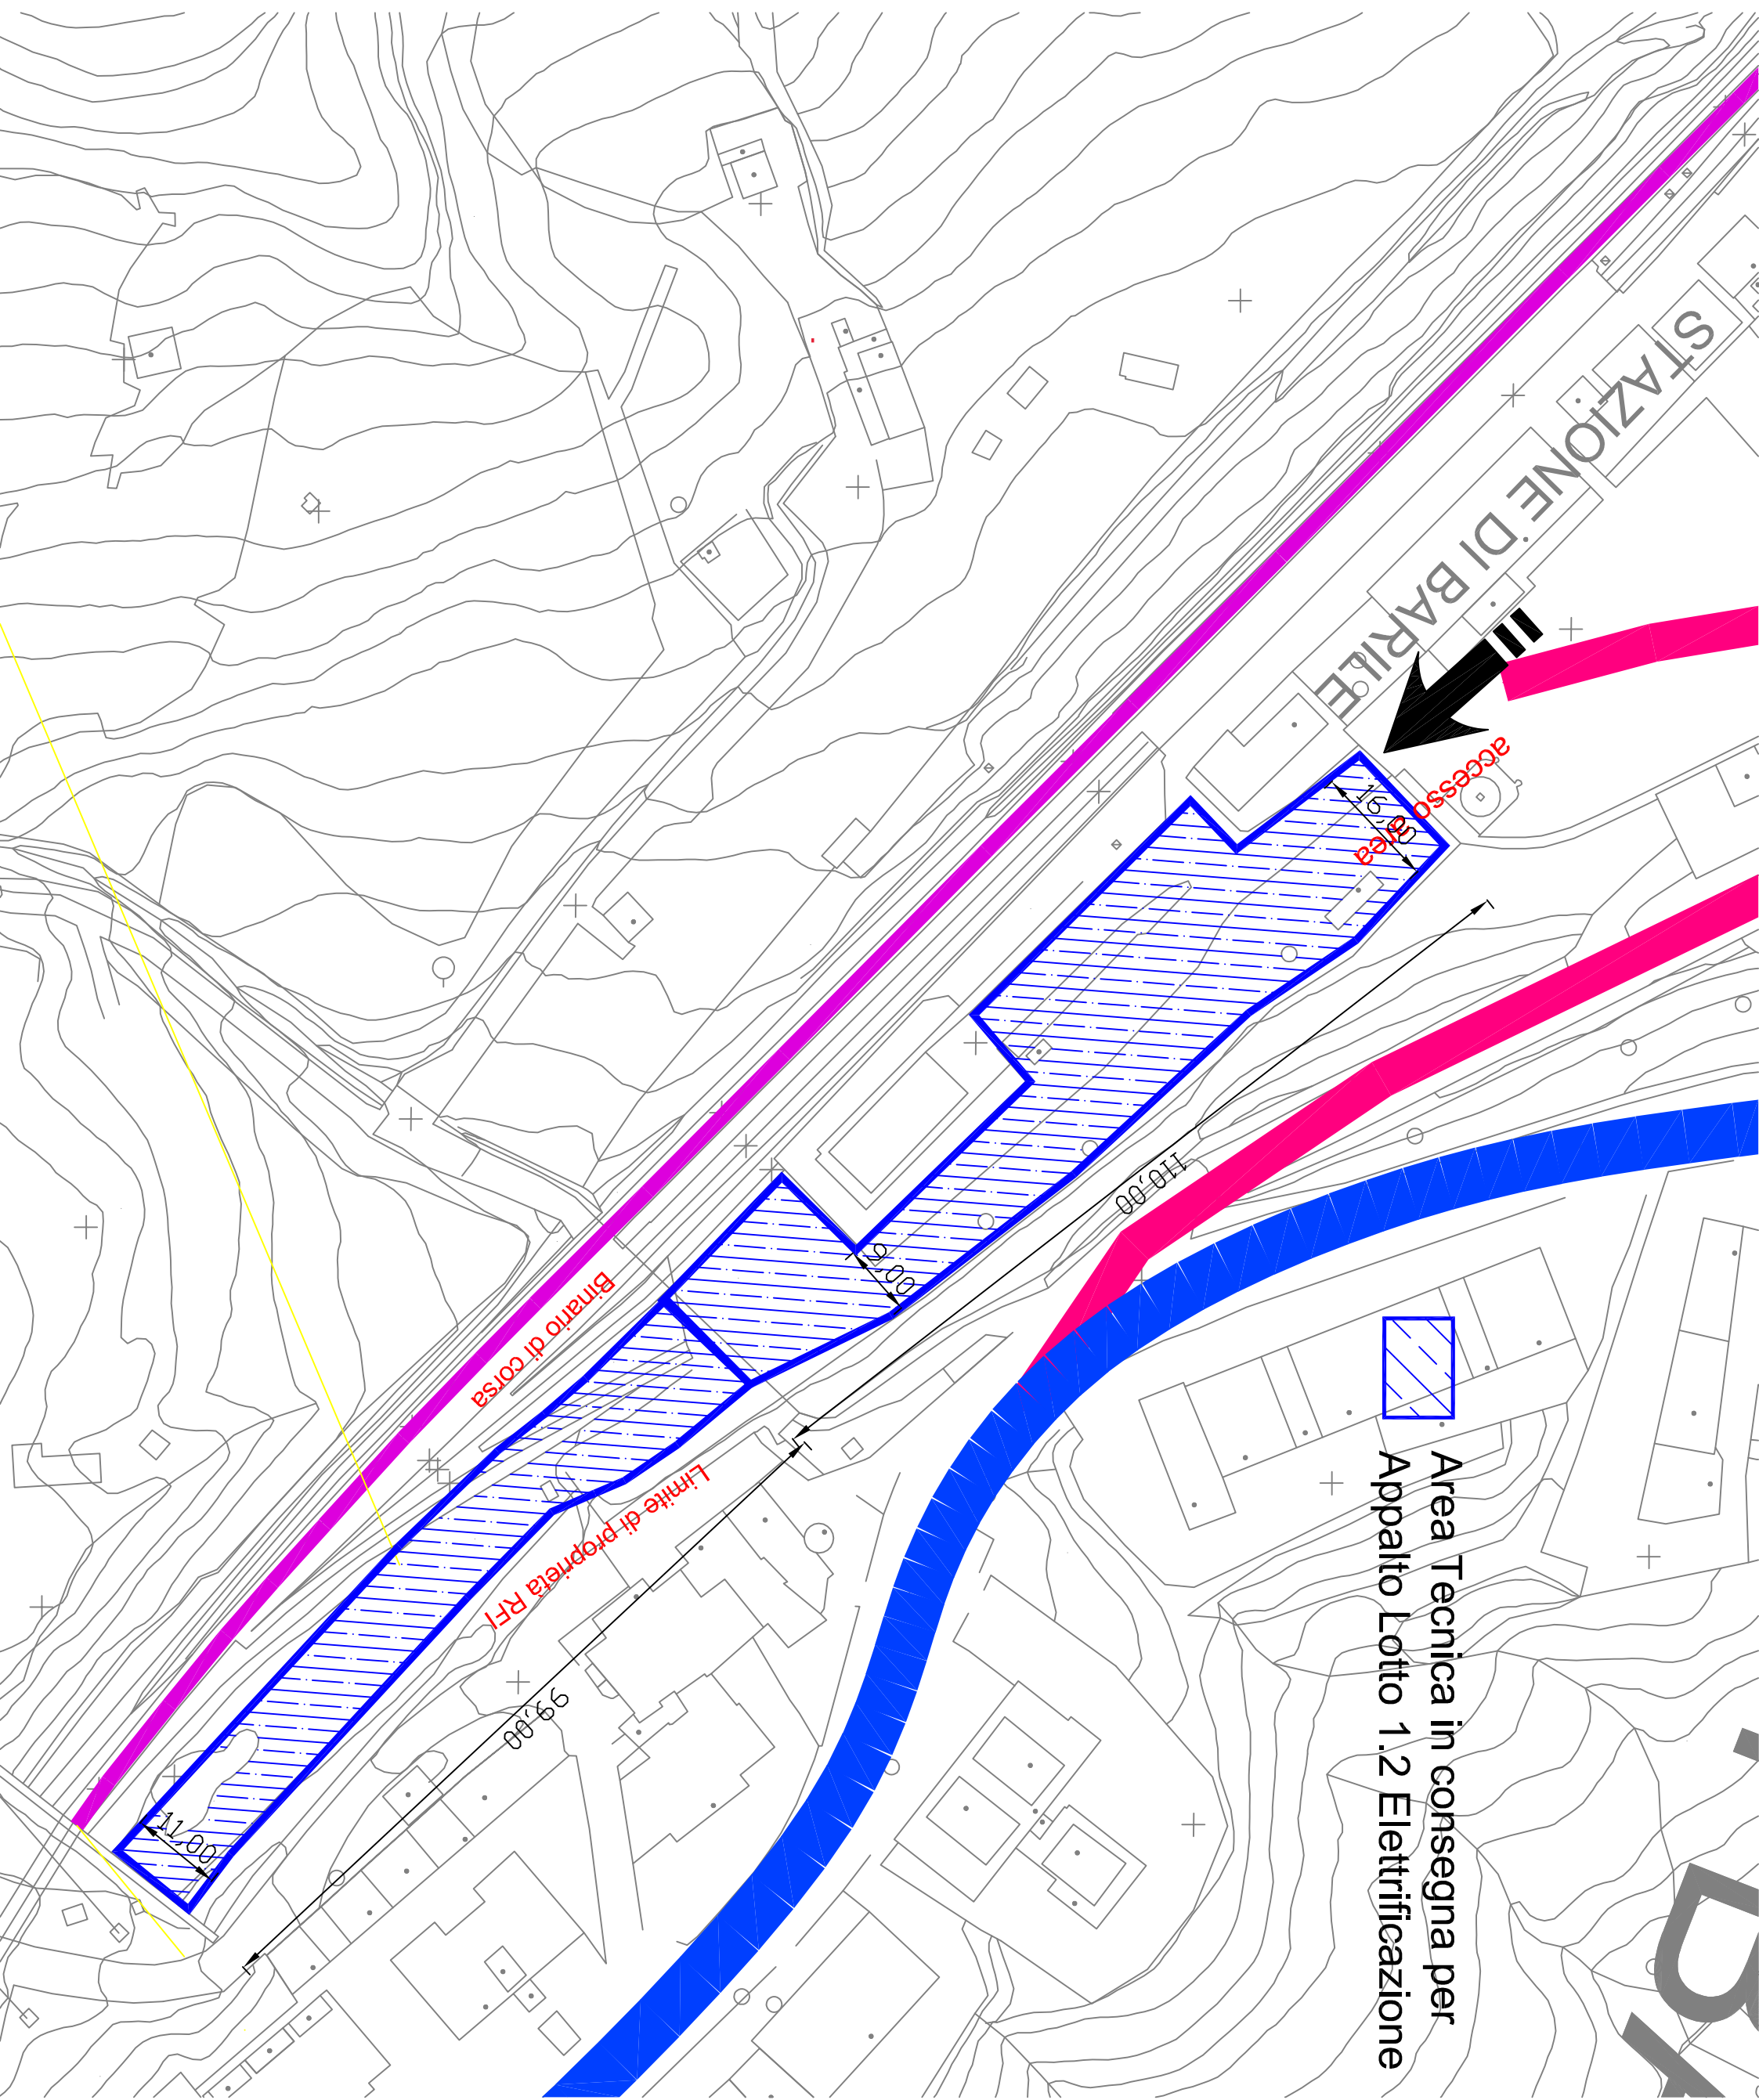 STAZIONE DI BARILE
accesso area
15,00
110,00
9,00
Binario di corsa
Limite di proprietà RFI
99,00
11,00
Area Tecnica in consegna per
Appalto Lotto 1.2 Elettrificazione